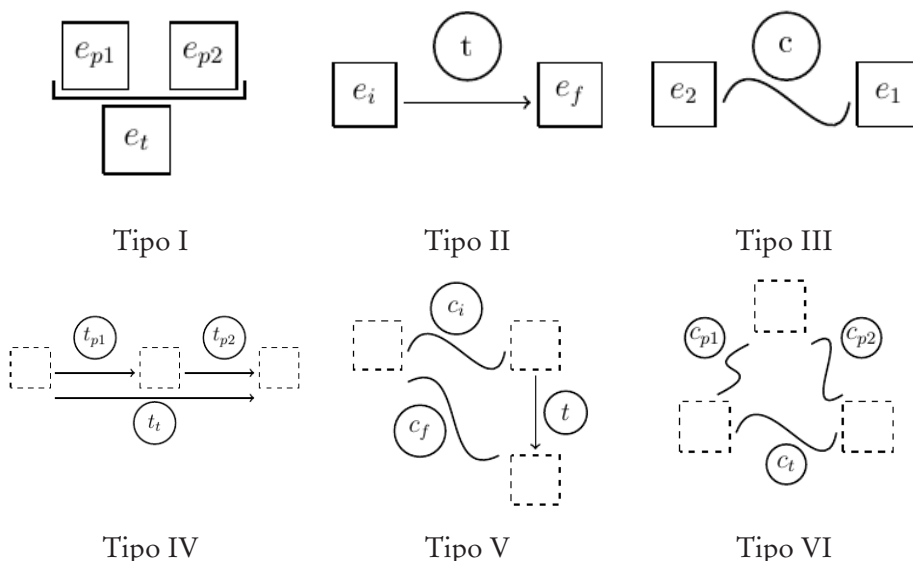 e_{p1} e_{p2}
e_t
t
e_i e_f
c
e_2 e_1
Tipo I Tipo II Tipo III
t_{p1} t_{p2}
t_t
c_i
c_f t
c_{p1} c_{p2}
c_t
Tipo IV Tipo V Tipo VI